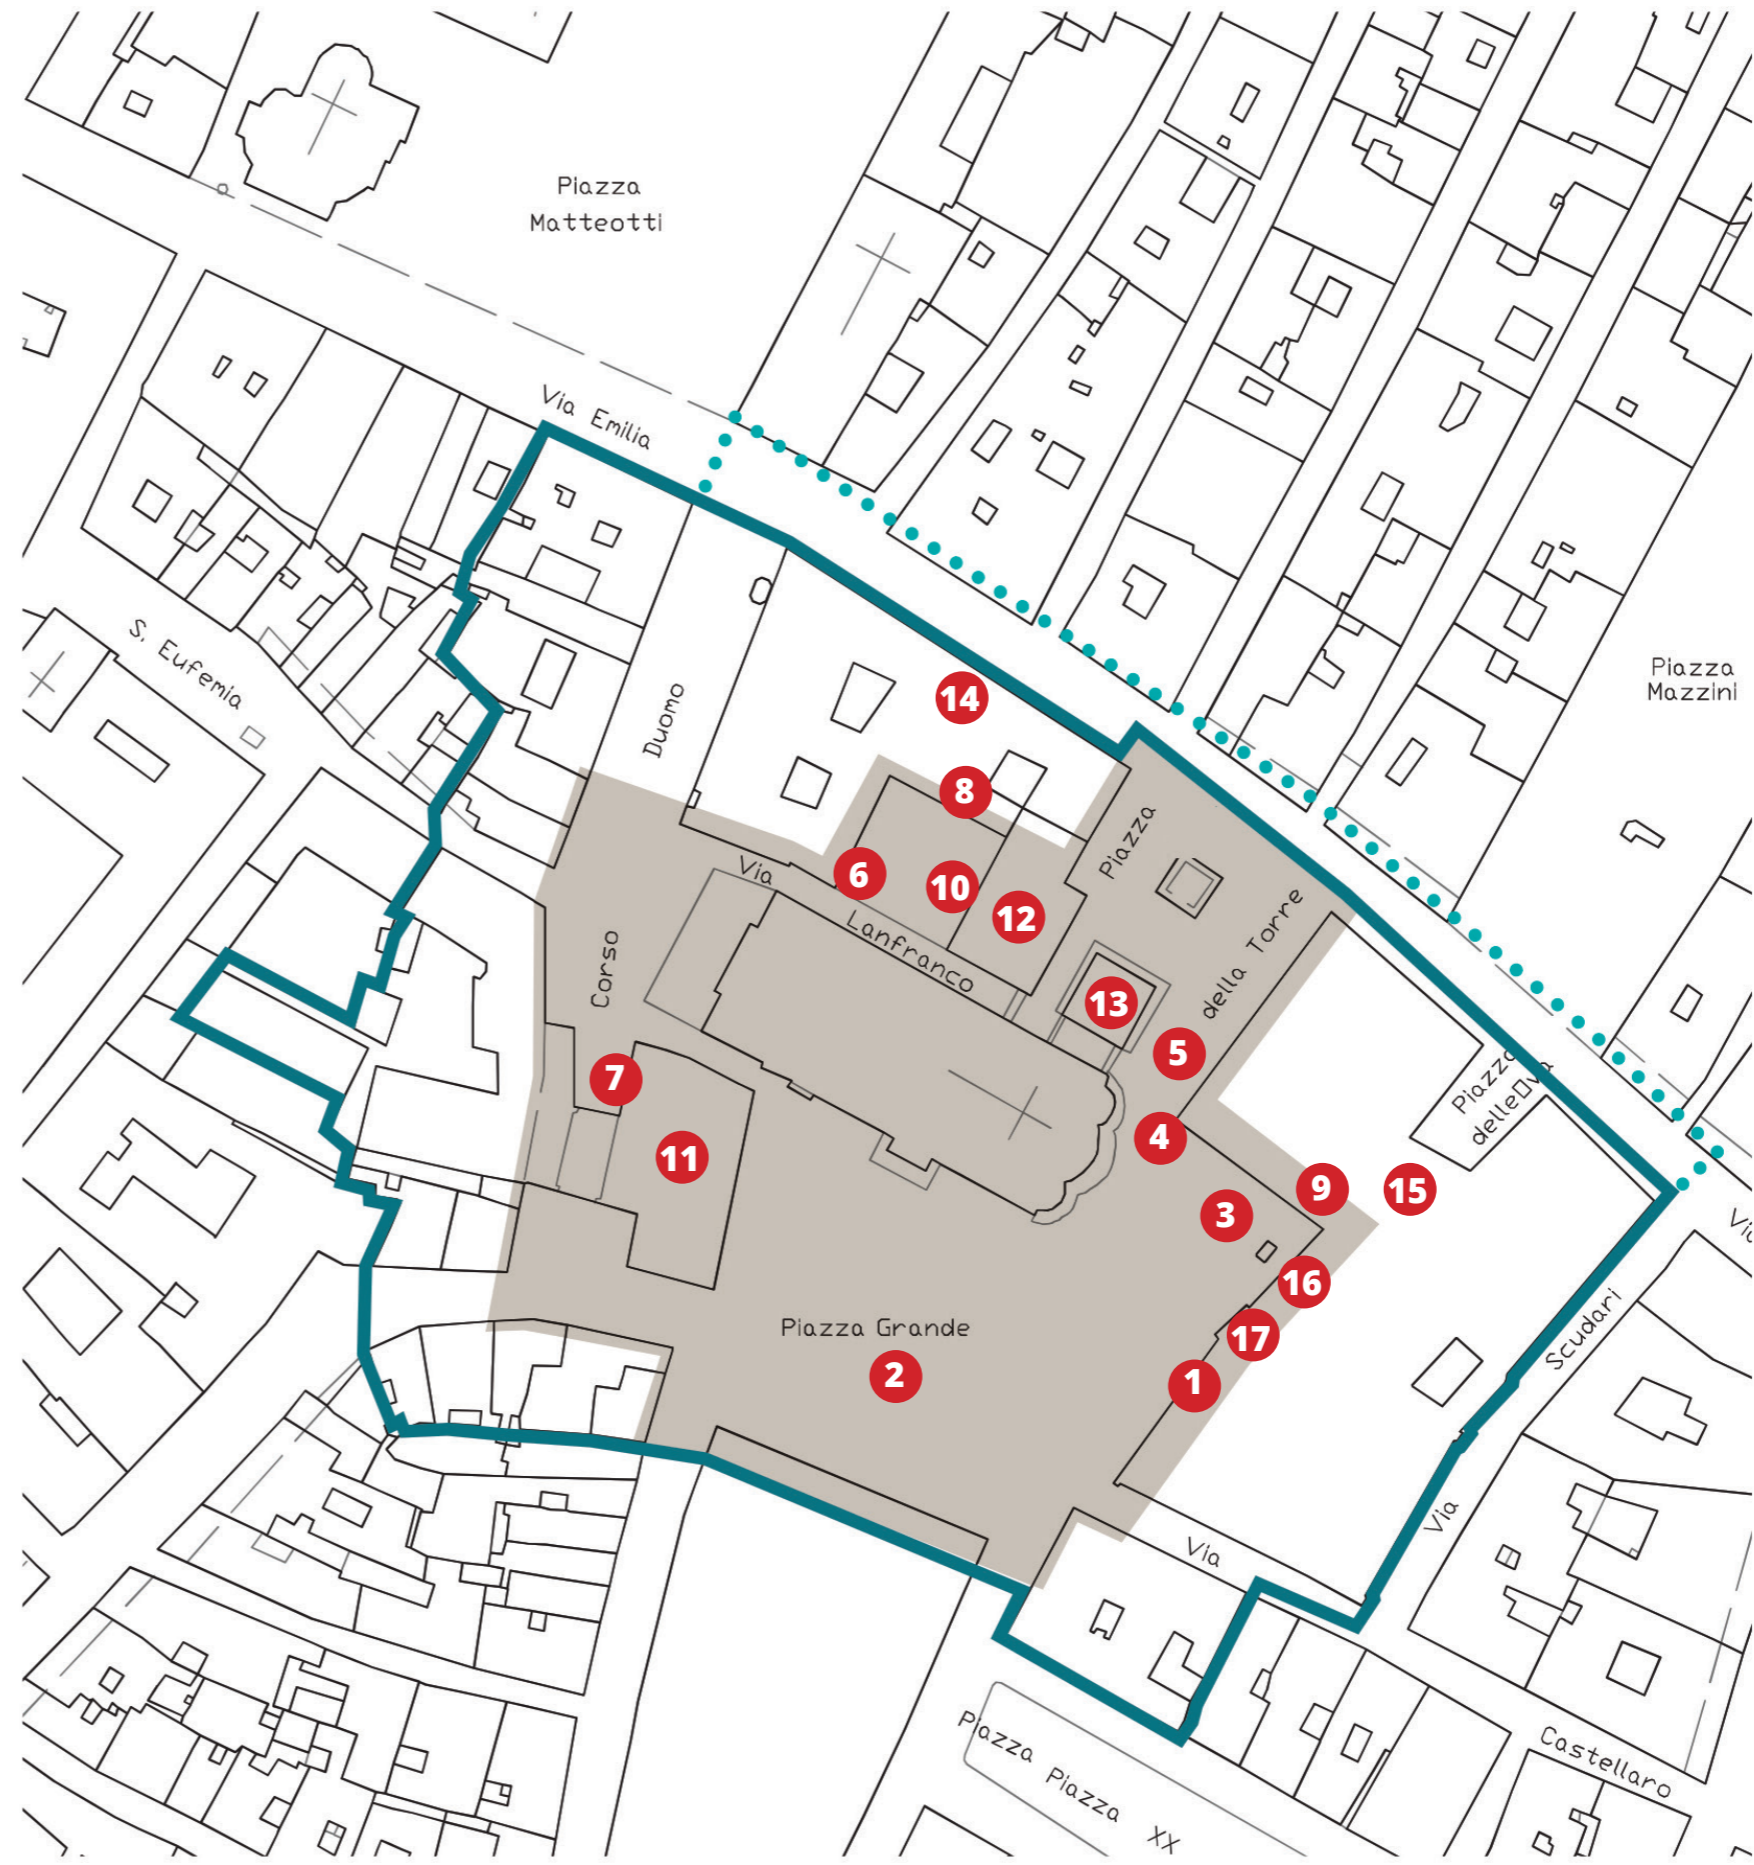 Piazza
Matteotti
Via Emilia
S. Eufemia
Piazza
Mazzini
Duomo
14
8
Piazza
Via
6
10
12
Lanfranco
della Torre
Corso
13
5
7
4
Piazza
11
9
15
3
16
Piazza Grande
17
2
1
Scudari
Via
Via
Piazza
Piazza
XX
Castellaro